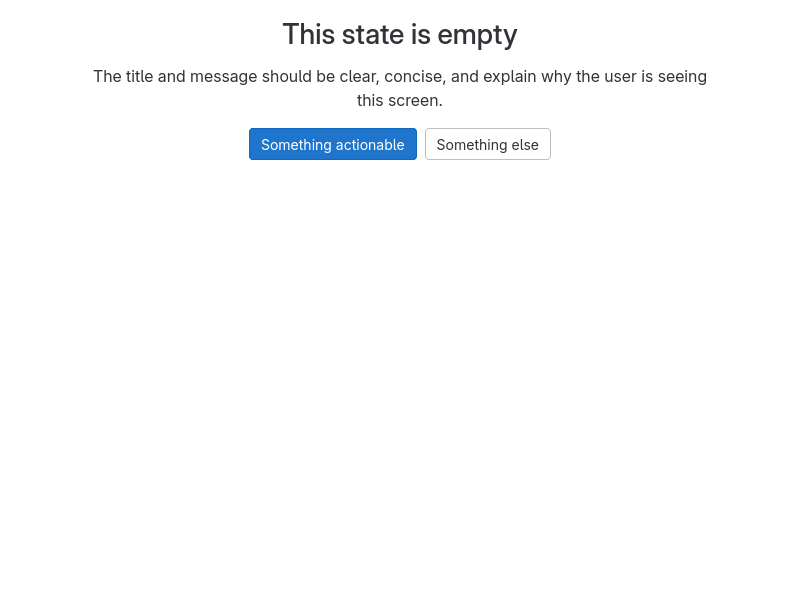 This state is empty
The title and message should be clear, concise, and explain why the user is seeing
this screen.
Something actionable
Something else